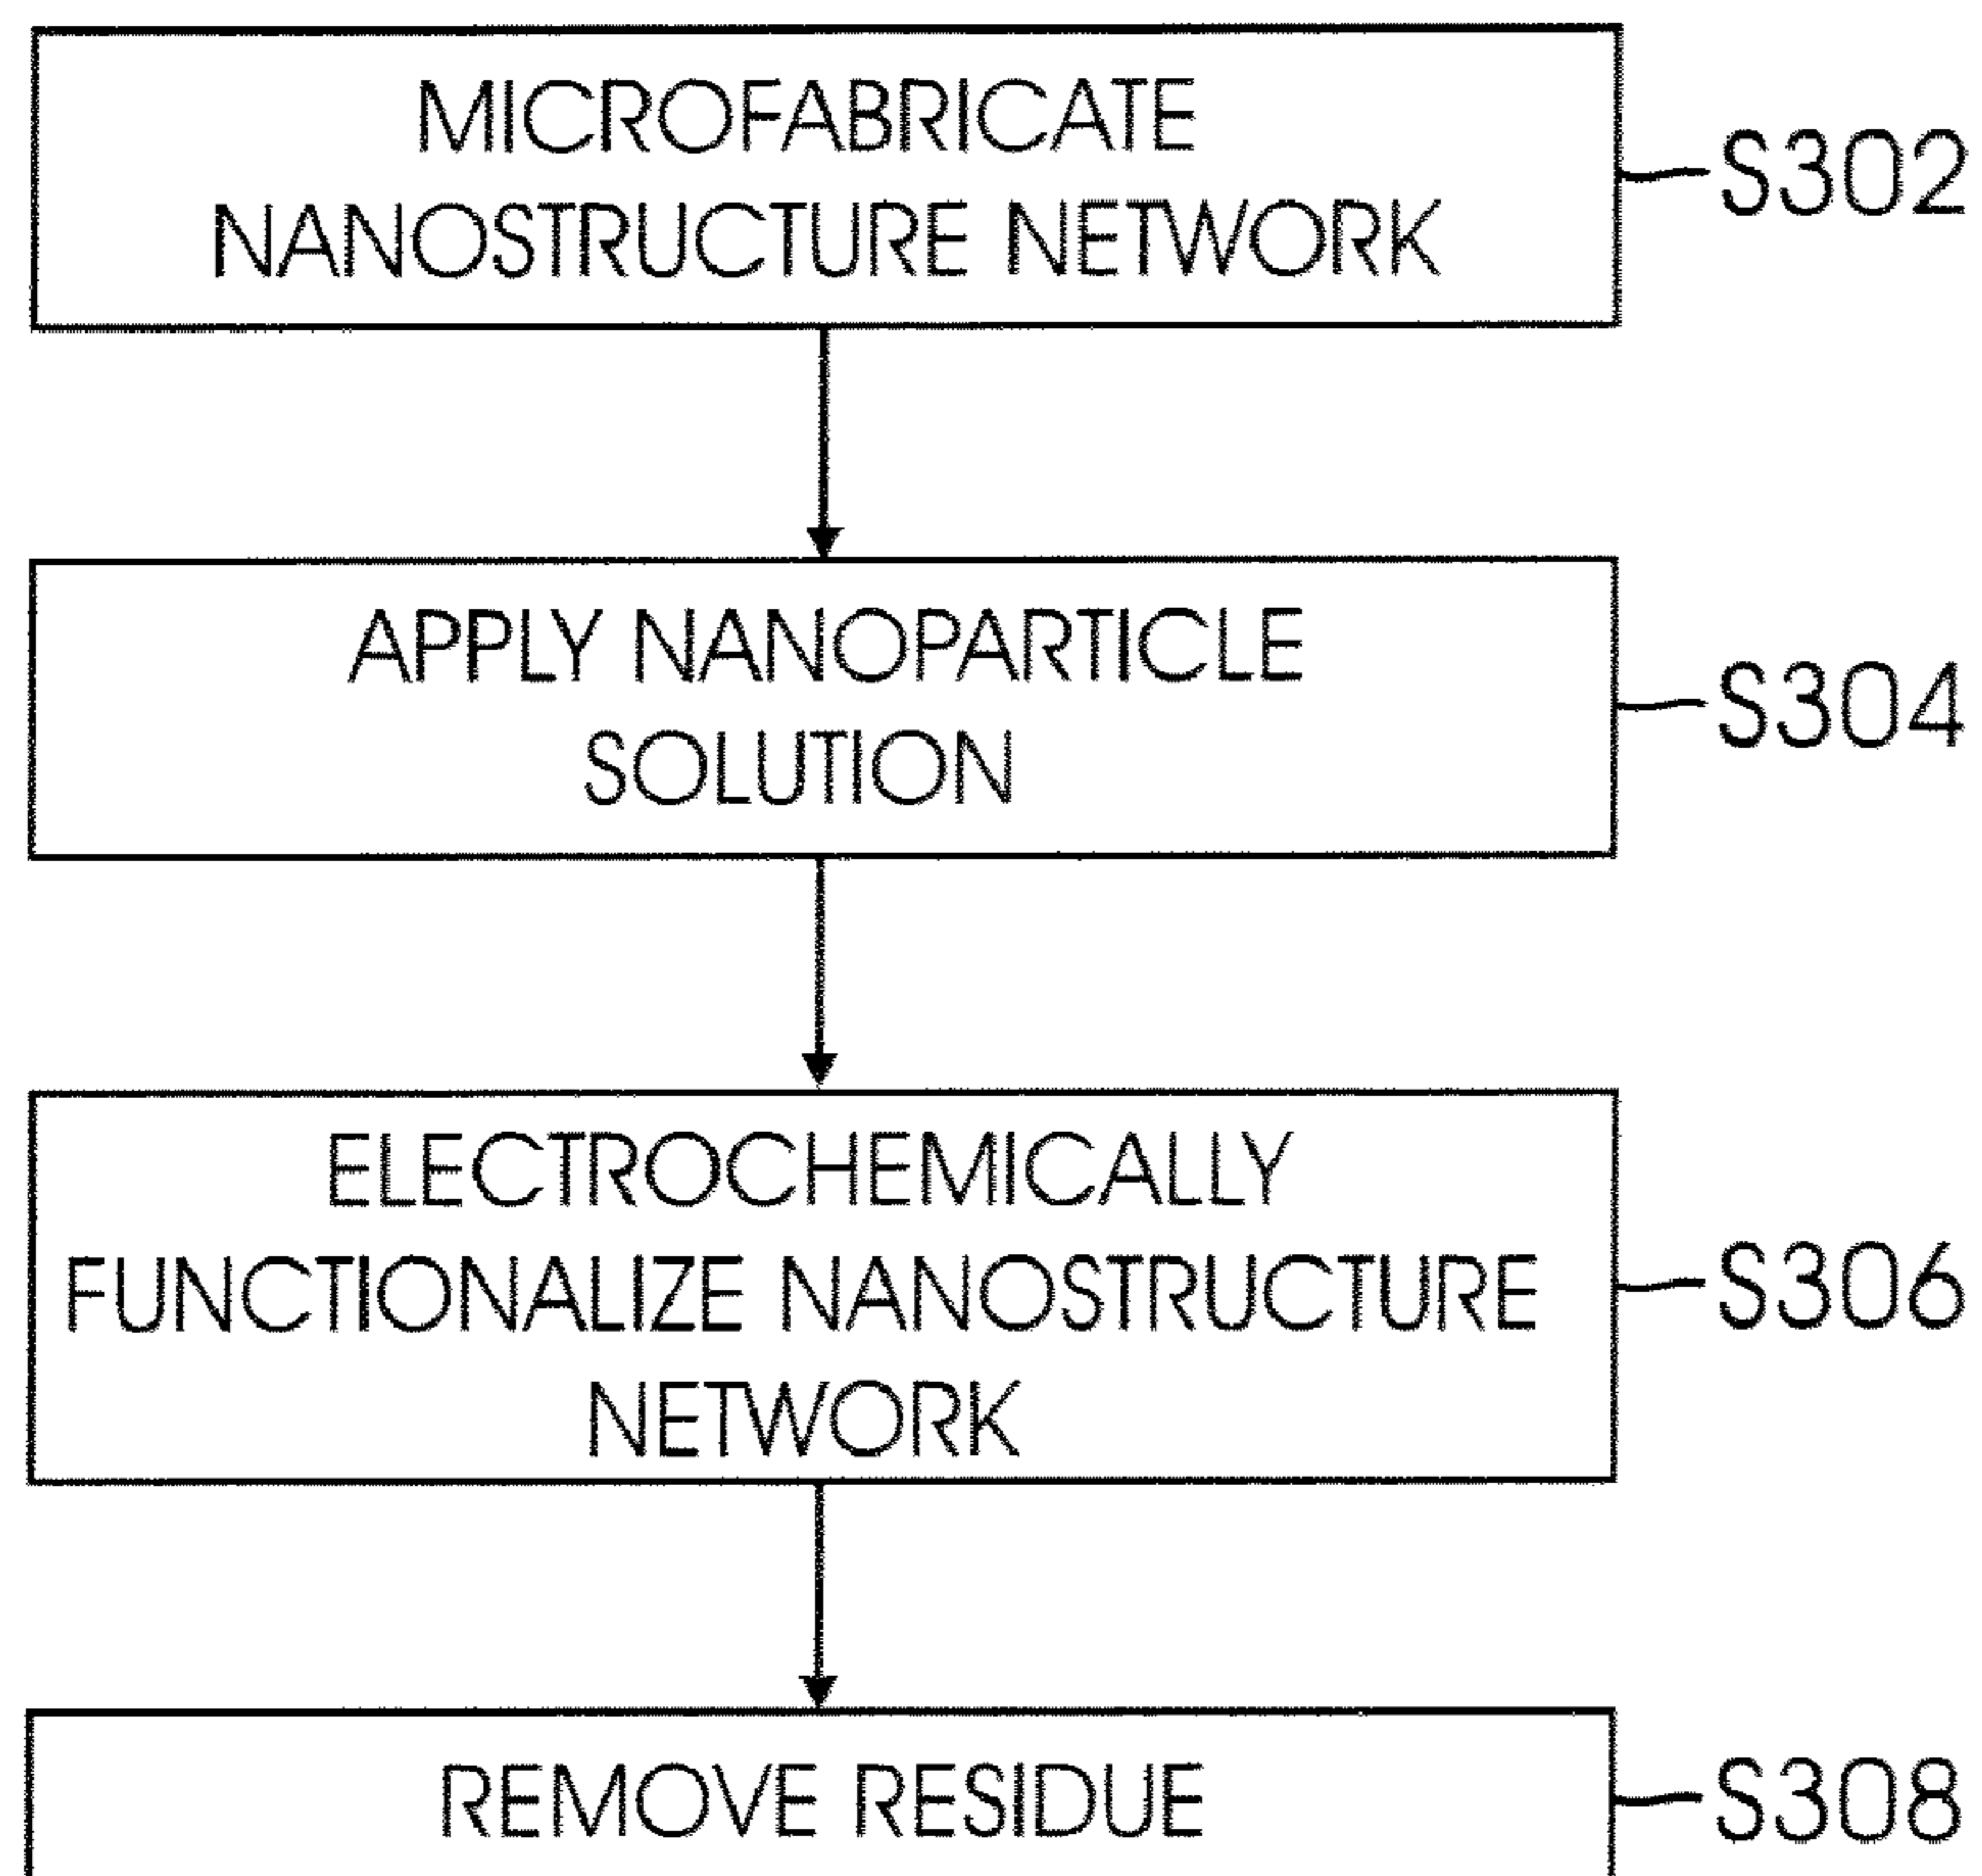 MICROFABRICATE
NANOSTRUCTURE NETWORK
S302
APPLY NANOPARTICLE
SOLUTION
S304
ELECTROCHEMICALLY
FUNCTIONALIZE NANOSTRUCTURE
NETWORK
S306
REMOVE RESIDUE
S308